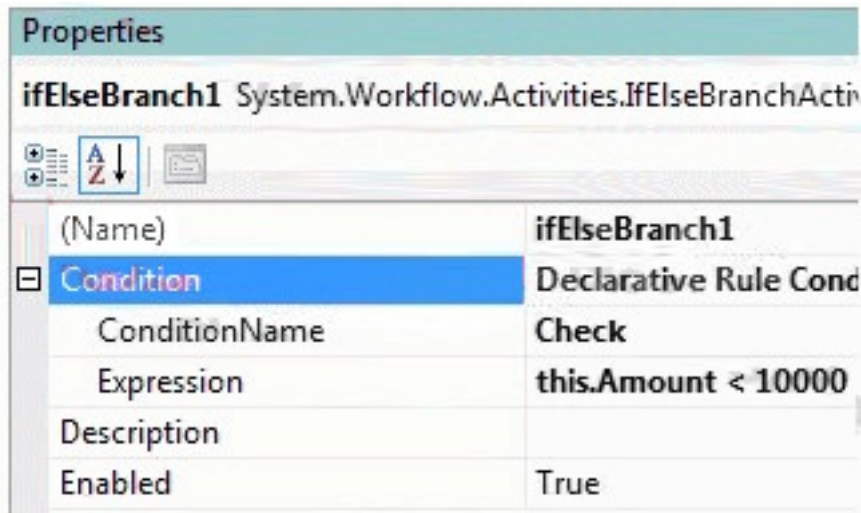 Properties
ifElseBranch1 System.Workflow.Activities.IfElseBranchActiv
A
Z
(Name) ifElseBranch1
Condition Declarative Rule Cond
ConditionName Check
Expression this.Amount < 10000
Description
Enabled True